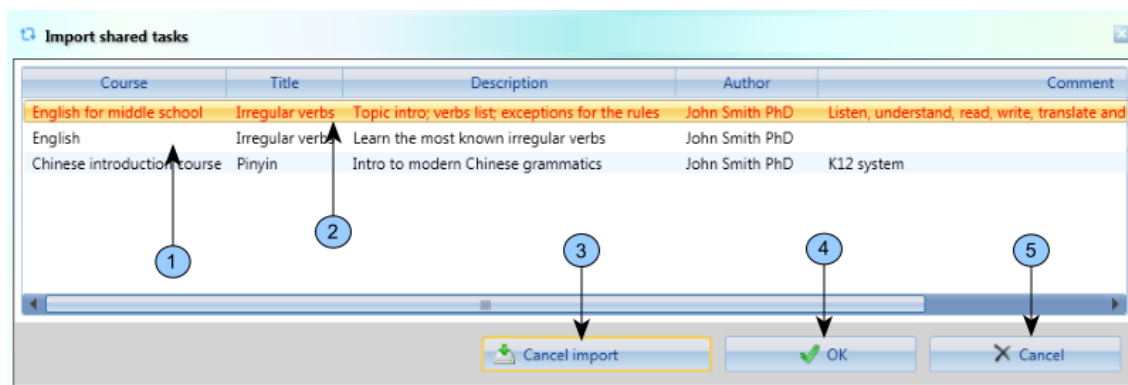 Import shared tasks
Course Title Description Author Comment
English for middle school Irregular verbs Topic intro; verbs list; exceptions for the rules John Smith PhD Listen, understand, read, write, translate and
English Irregular verbs Learn the most known irregular verbs John Smith PhD
Chinese introduction course Pinyin Intro to modern Chinese grammatics John Smith PhD K12 system
2
1
3
4
5
Cancel import OK Cancel